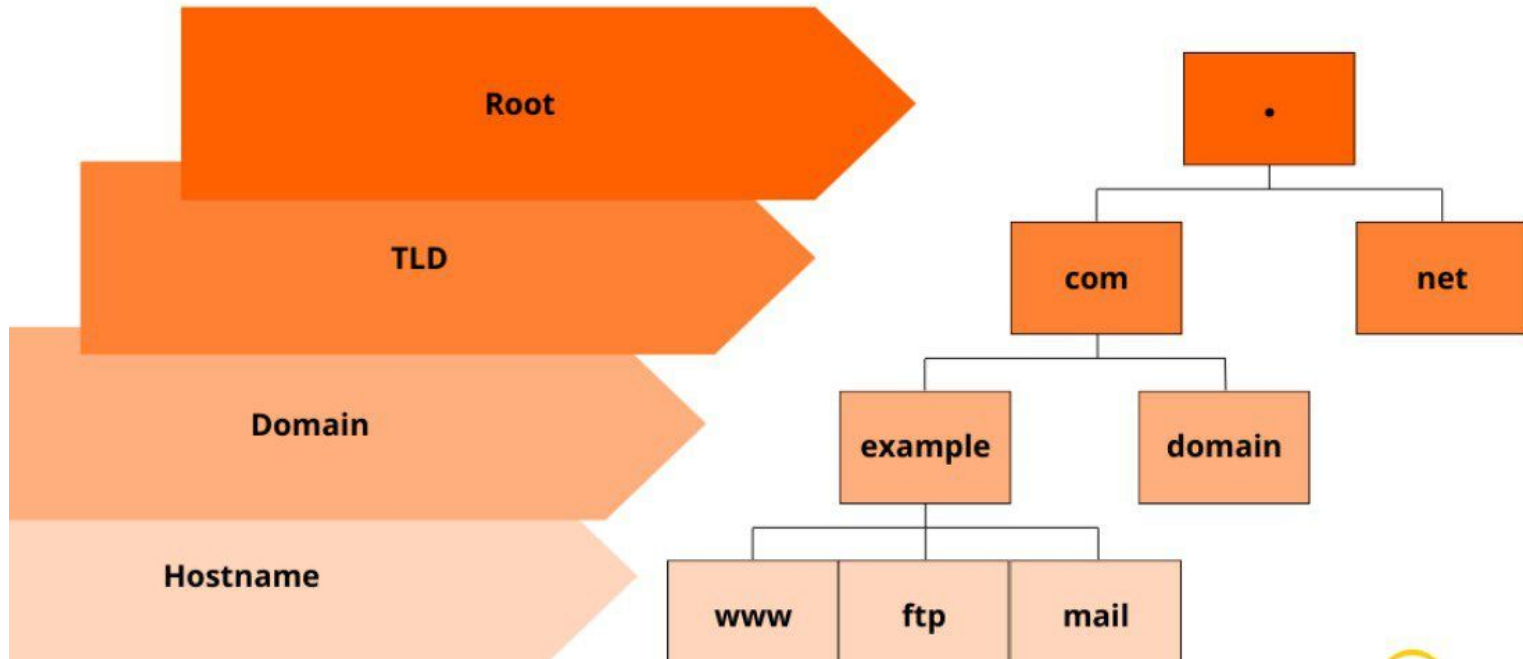 Root
.
TLD
com
net
Domain
example
domain
Hostname
www
ftp
mail